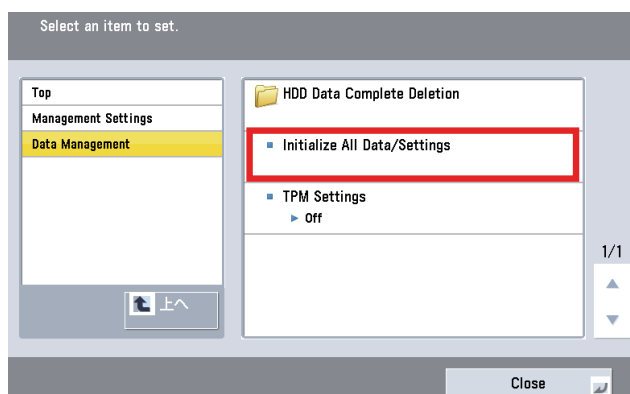 Select an item to set.
Top
Management Settings
Data Management
上へ
HDD Data Complete Deletion
Initialize All Data/Settings
TPM Settings
Off
1/1
Close